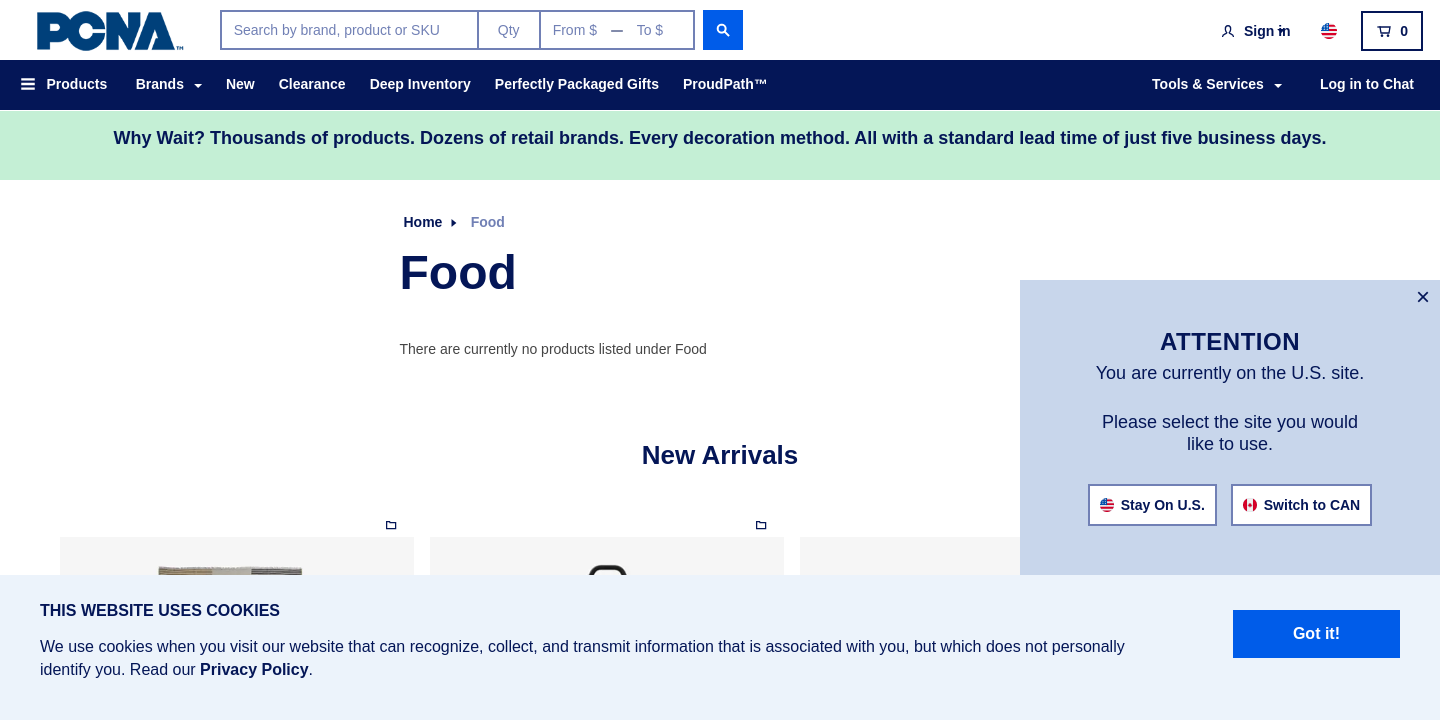 PCNA™
Search by brand, product or SKU
Qty
From $ — To $
Sign in
0
Products
Brands
New
Clearance
Deep Inventory
Perfectly Packaged Gifts
ProudPath™
Tools & Services
Log in to Chat
Why Wait? Thousands of products. Dozens of retail brands. Every decoration method. All with a standard lead time of just five business days.
Home
Food
Food
There are currently no products listed under Food
ATTENTION
You are currently on the U.S. site.
Please select the site you would
like to use.
Stay On U.S.
Switch to CAN
New Arrivals
THIS WEBSITE USES COOKIES
We use cookies when you visit our website that can recognize, collect, and transmit information that is associated with you, but which does not personally
identify you. Read our Privacy Policy.
Got it!